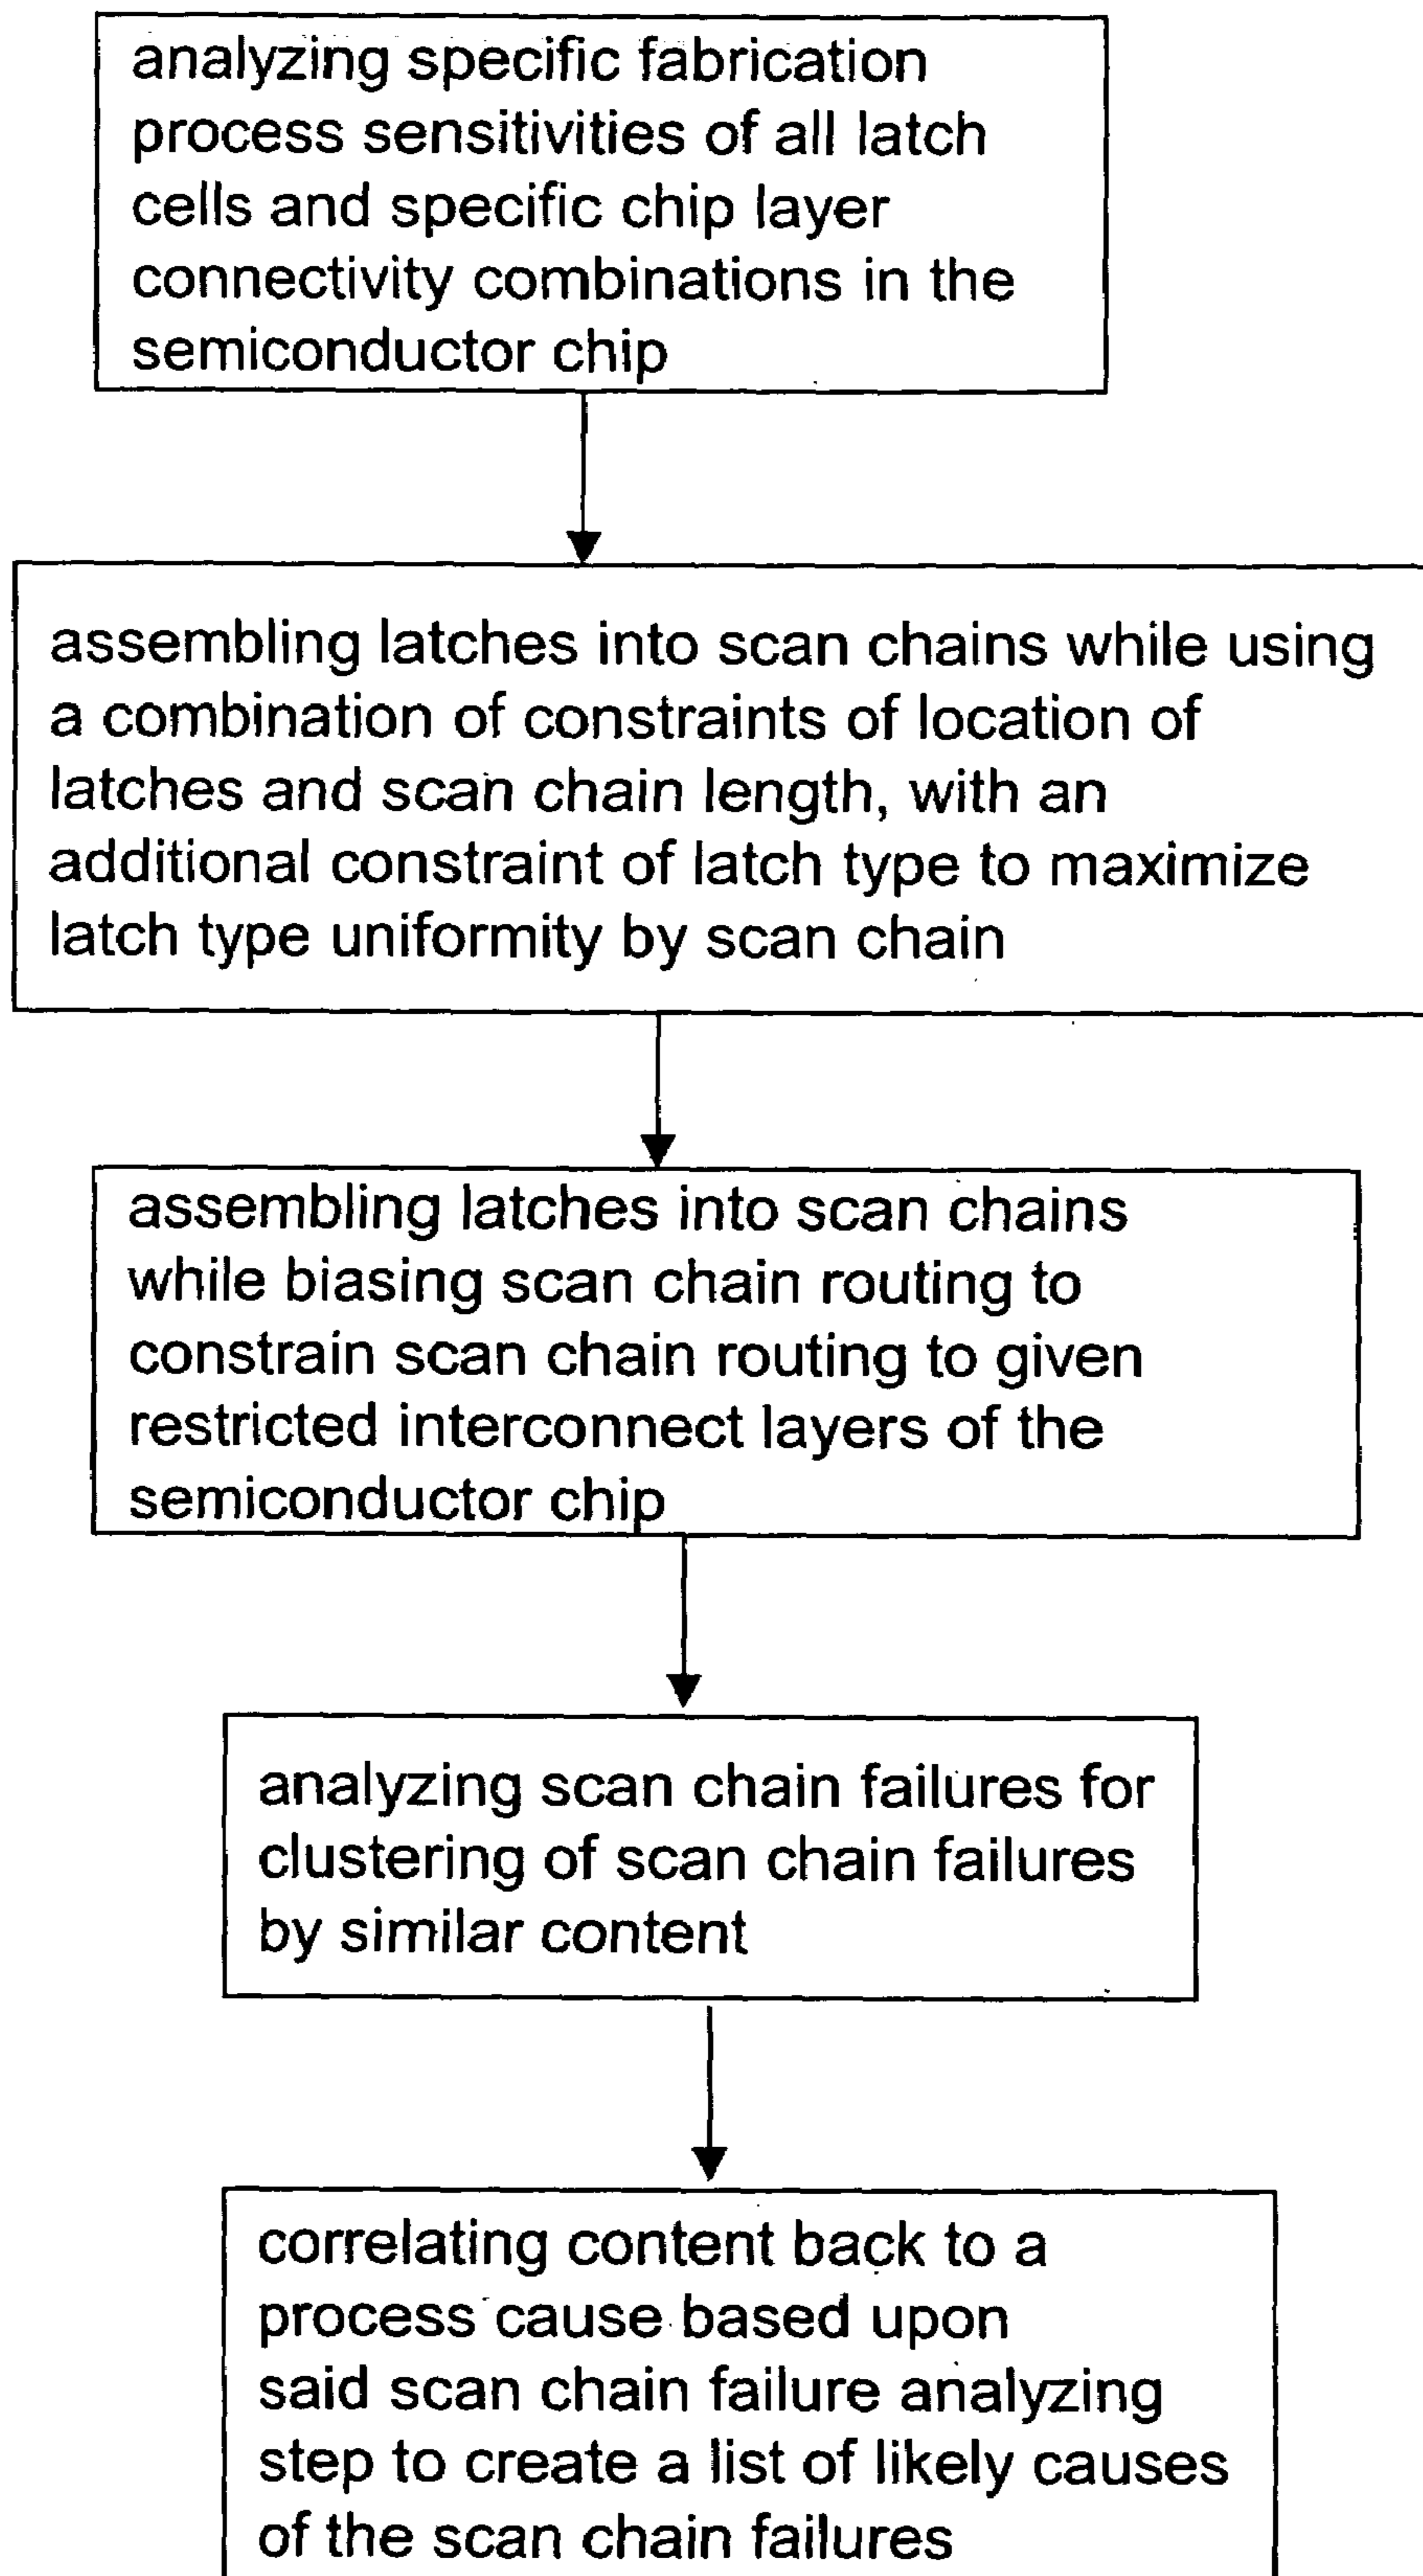 analyzing specific fabrication
process sensitivities of all latch
cells and specific chip layer
connectivity combinations in the
semiconductor chip
assembling latches into scan chains while using
a combination of constraints of location of
latches and scan chain length, with an
additional constraint of latch type to maximize
latch type uniformity by scan chain
assembling latches into scan chains
while biasing scan chain routing to
constrain scan chain routing to given
restricted interconnect layers of the
semiconductor chip
analyzing scan chain failures for
clustering of scan chain failures
by similar content
correlating content back to a
process cause based upon
said scan chain failure analyzing
step to create a list of likely causes
of the scan chain failures